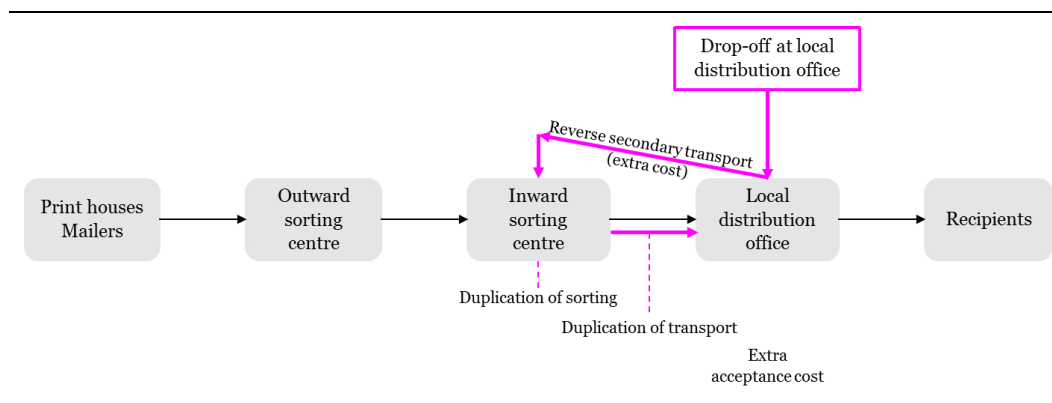 Drop-off at local
distribution office
Reverse secondary transport
(extra cost)
Print houses
Mailers
Outward
sorting
centre
Inward
sorting
centre
Local
distribution
office
Recipients
Duplication of sorting
Duplication of transport
Extra
acceptance cost